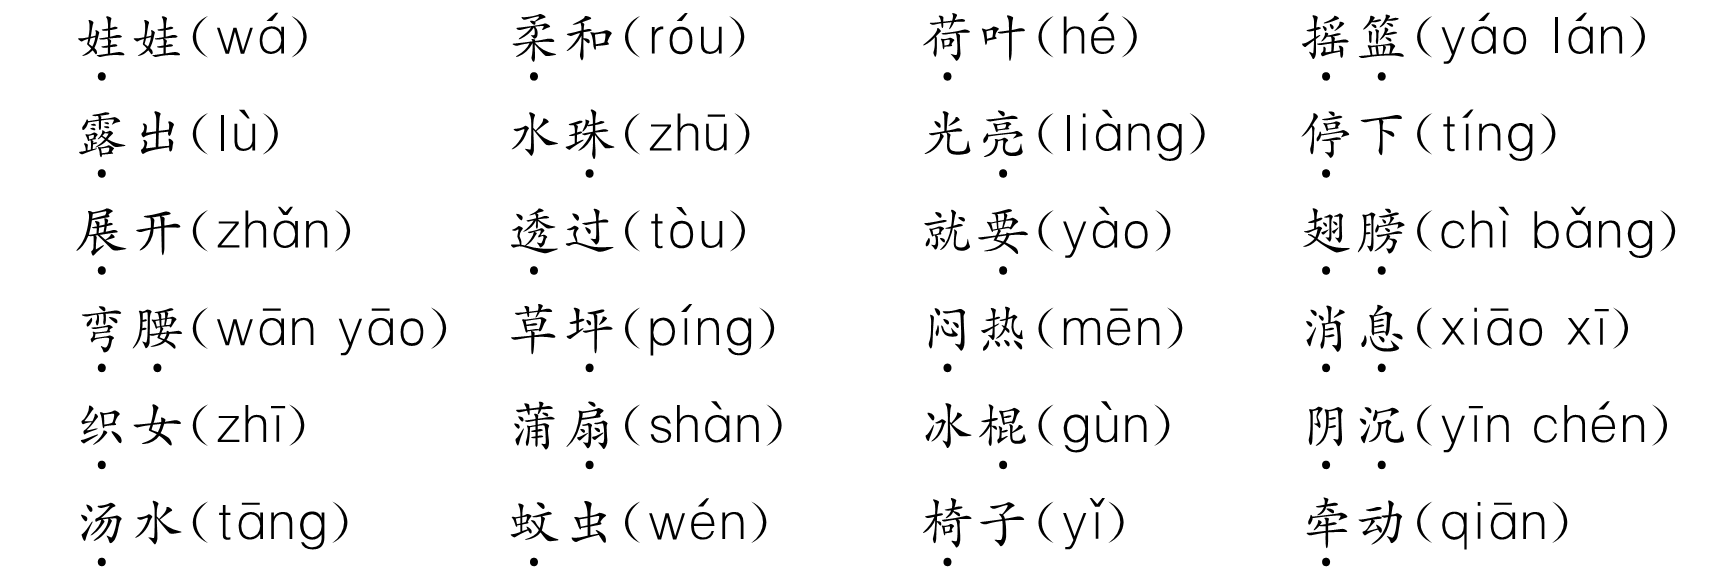 娃娃(wá) 柔和(róu) 荷叶(hé) 摇篮(yáo lán)
露出(lù) 水珠(zhū) 光亮(liàng) 停下(tíng)
展开(zhǎn) 透过(tòu) 就要(yào) 翅膀(chì bǎng)
弯腰(wān yāo) 草坪(píng) 闷热(mēn) 消息(xiāo xī)
织女(zhī) 蒲扇(shàn) 冰棍(gùn) 阴沉(yīn chén)
汤水(tāng) 蚊虫(wén) 椅子(yǐ) 牵动(qiān)